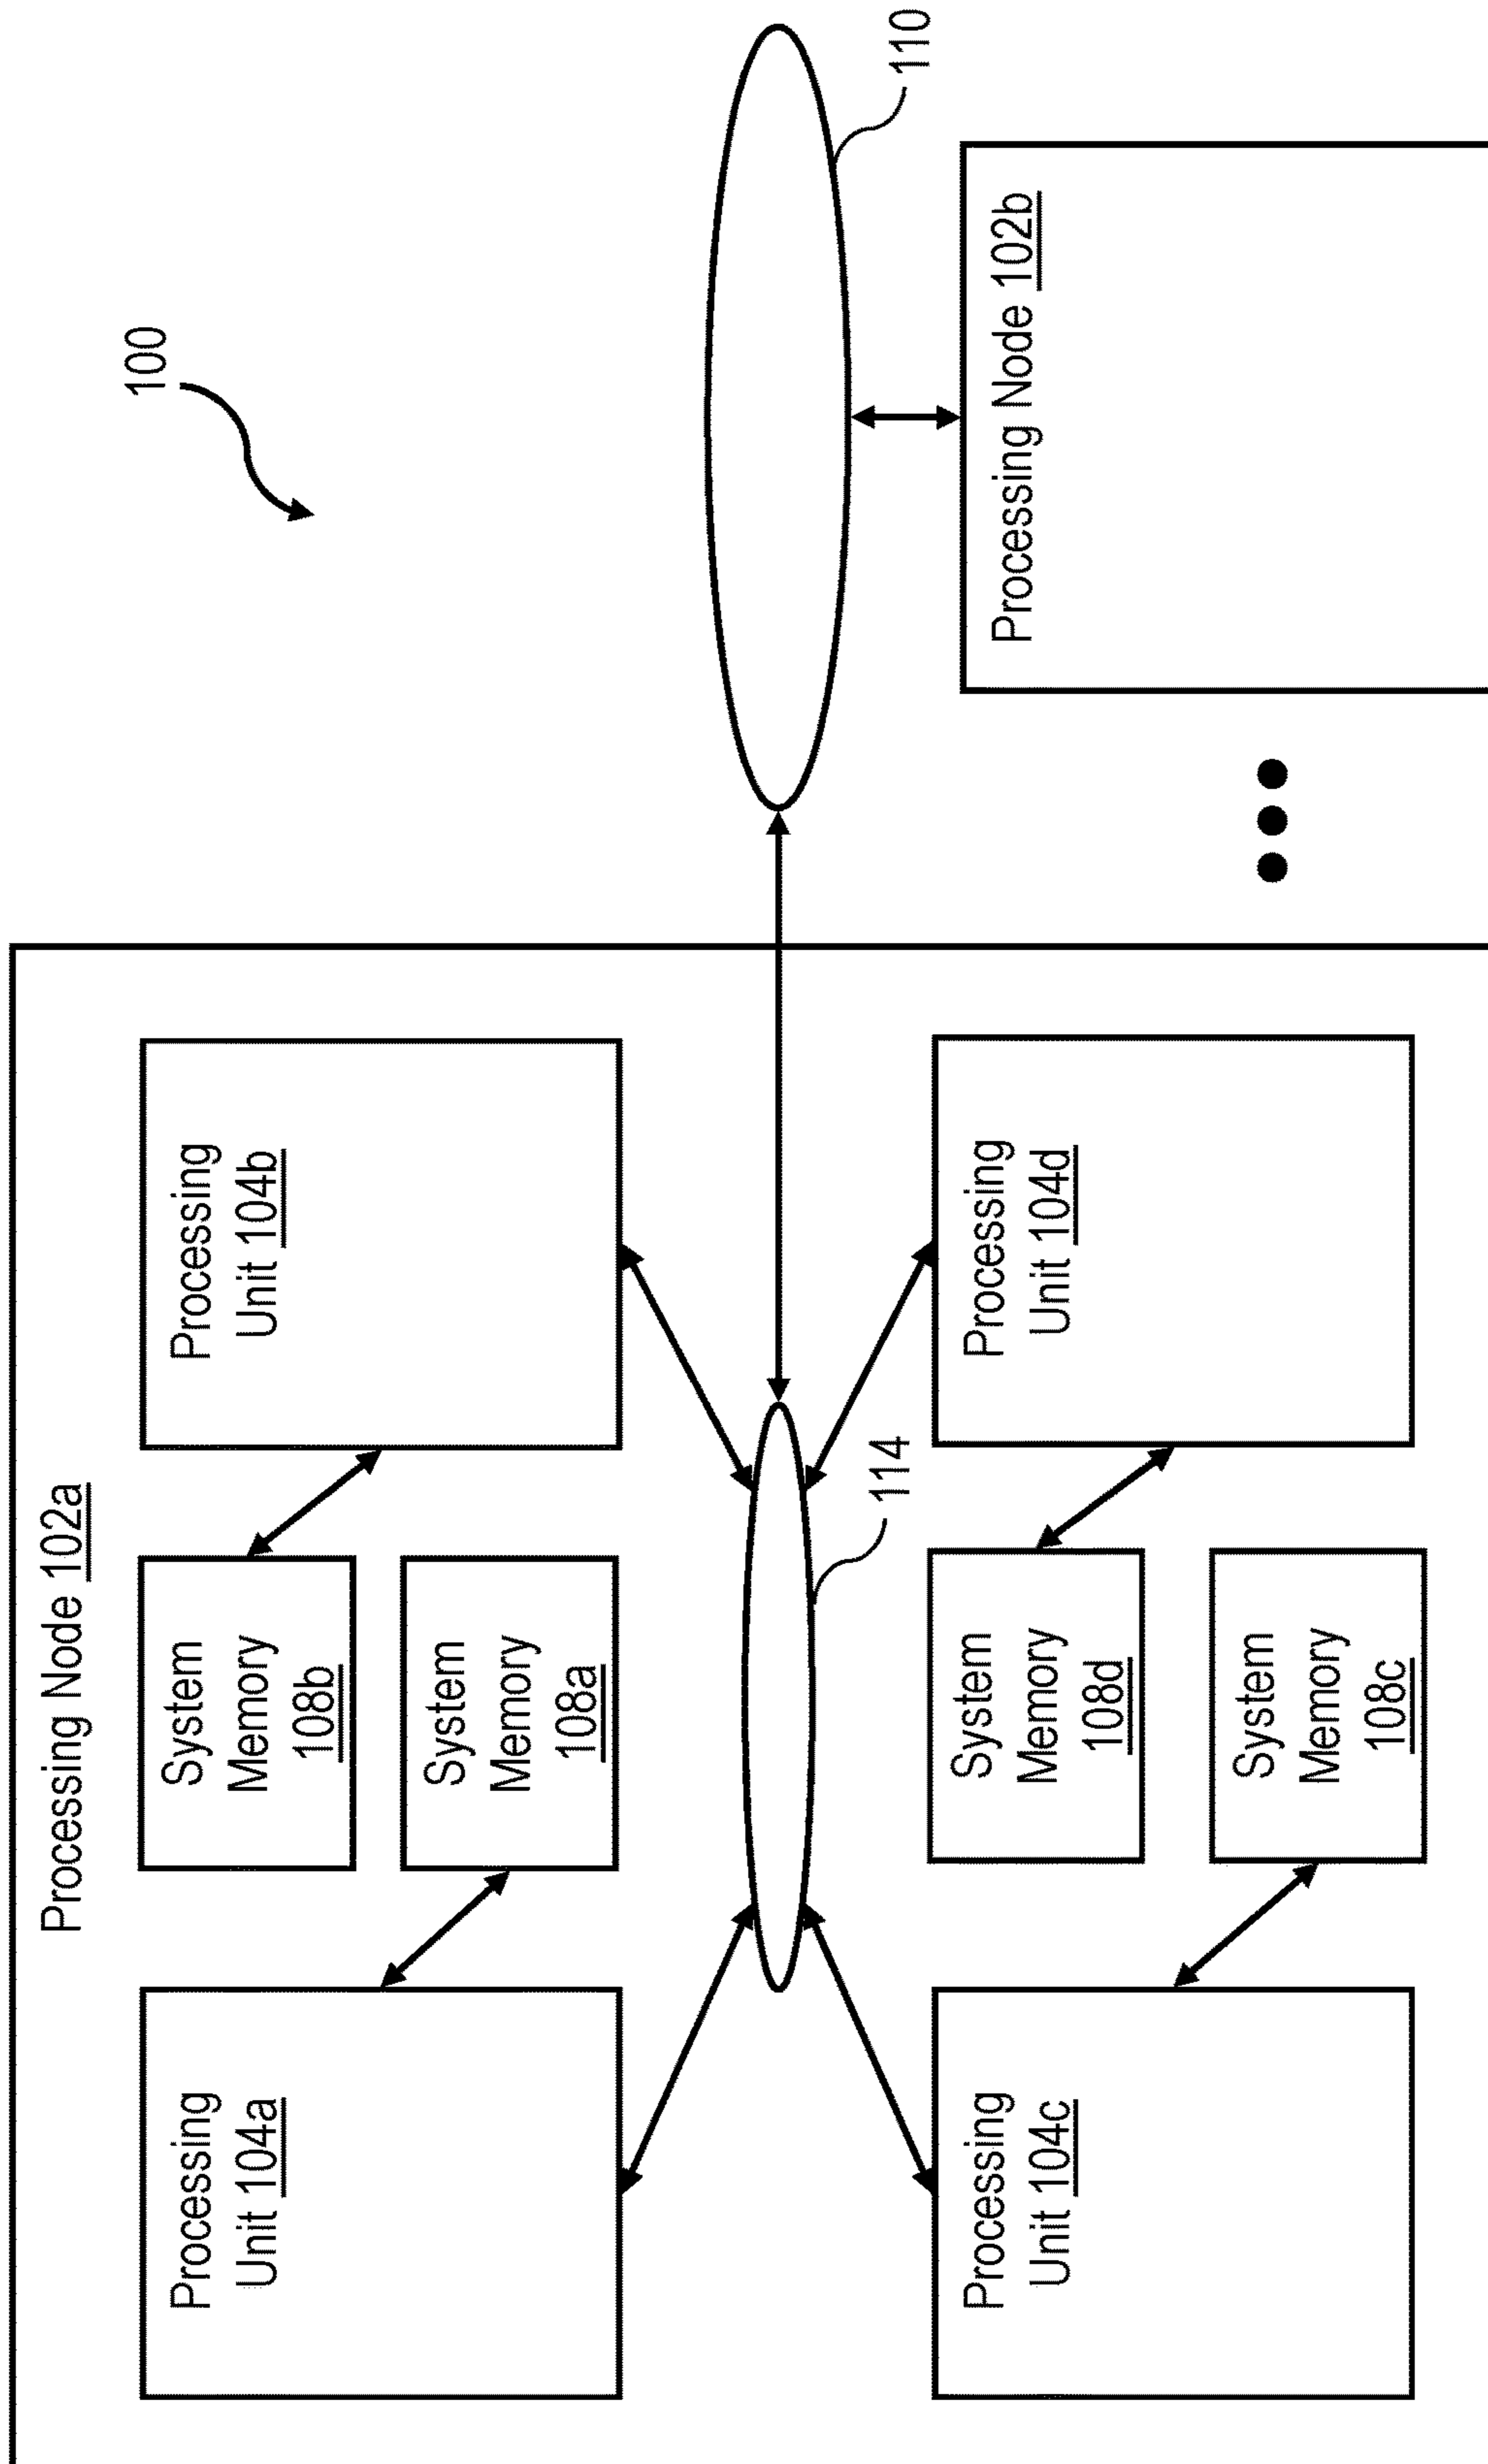 100
Processing Node 102a
Processing
Unit 104a
System
Memory
108b
System
Memory
108a
Processing
Unit 104b
114
110
Processing
Unit 104c
System
Memory
108d
System
Memory
108c
Processing
Unit 104d
Processing Node 102b